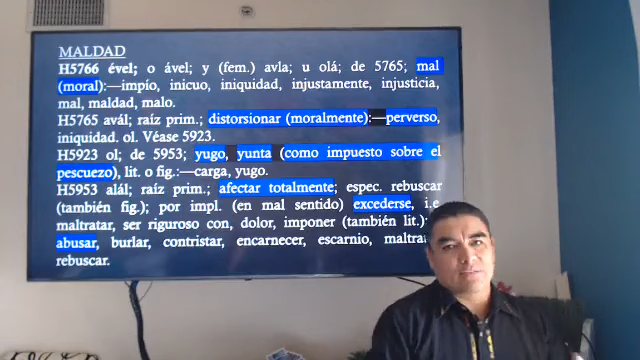 MALDAD
H5766 ével; o ável; y (fem.) avla; u olá; de 5765; mal
(moral):—impío, inicuo, iniquidad, injustamente, injusticia,
mal, maldad, malo.
H5765 avál; raíz prim.; distorsionar (moralmente):—perverso,
iniquidad. ol. Véase 5923.
H5923 ol; de 5953; yugo, yunta (como impuesto sobre el
pescuezo), lit. o fig.:—carga, yugo.
H5953 alál; raíz prim.; afectar totalmente; espec. rebuscar
(también fig.); por impl. (en mal sentido) excederse, i.e
maltratar, ser riguroso con, dolor, imponer (también lit.):
abusar, burlar, contristar, encarnecer, escarnio, maltra
rebuscar.